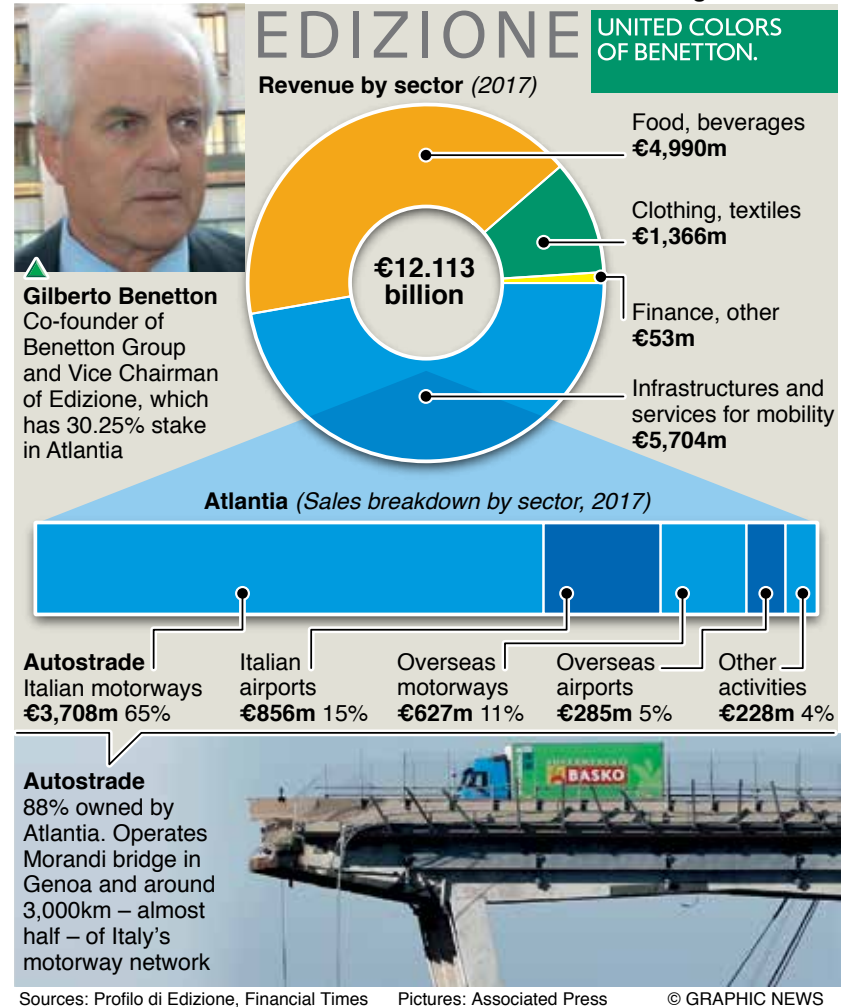 EDIZIONE
UNITED COLORS
OF BENETTON.
Revenue by sector (2017)
Food, beverages
€4,990m
Clothing, textiles
€1,366m
€12.113
billion
Finance, other
€53m
Infrastructures and
services for mobility
€5,704m
Gilberto Benetton
Co-founder of
Benetton Group
and Vice Chairman
of Edizione, which
has 30.25% stake
in Atlantia
Atlantia (Sales breakdown by sector, 2017)
Autostrade
Italian motorways
€3,708m 65%
Italian
airports
€856m 15%
Overseas
motorways
€627m 11%
Overseas
airports
€285m 5%
Other
activities
€228m 4%
Autostrade
88% owned by
Atlantia. Operates
Morandi bridge in
Genoa and around
3,000km – almost
half – of Italy's
motorway network
BASKO
Sources: Profilo di Edizione, Financial Times
Pictures: Associated Press
© GRAPHIC NEWS